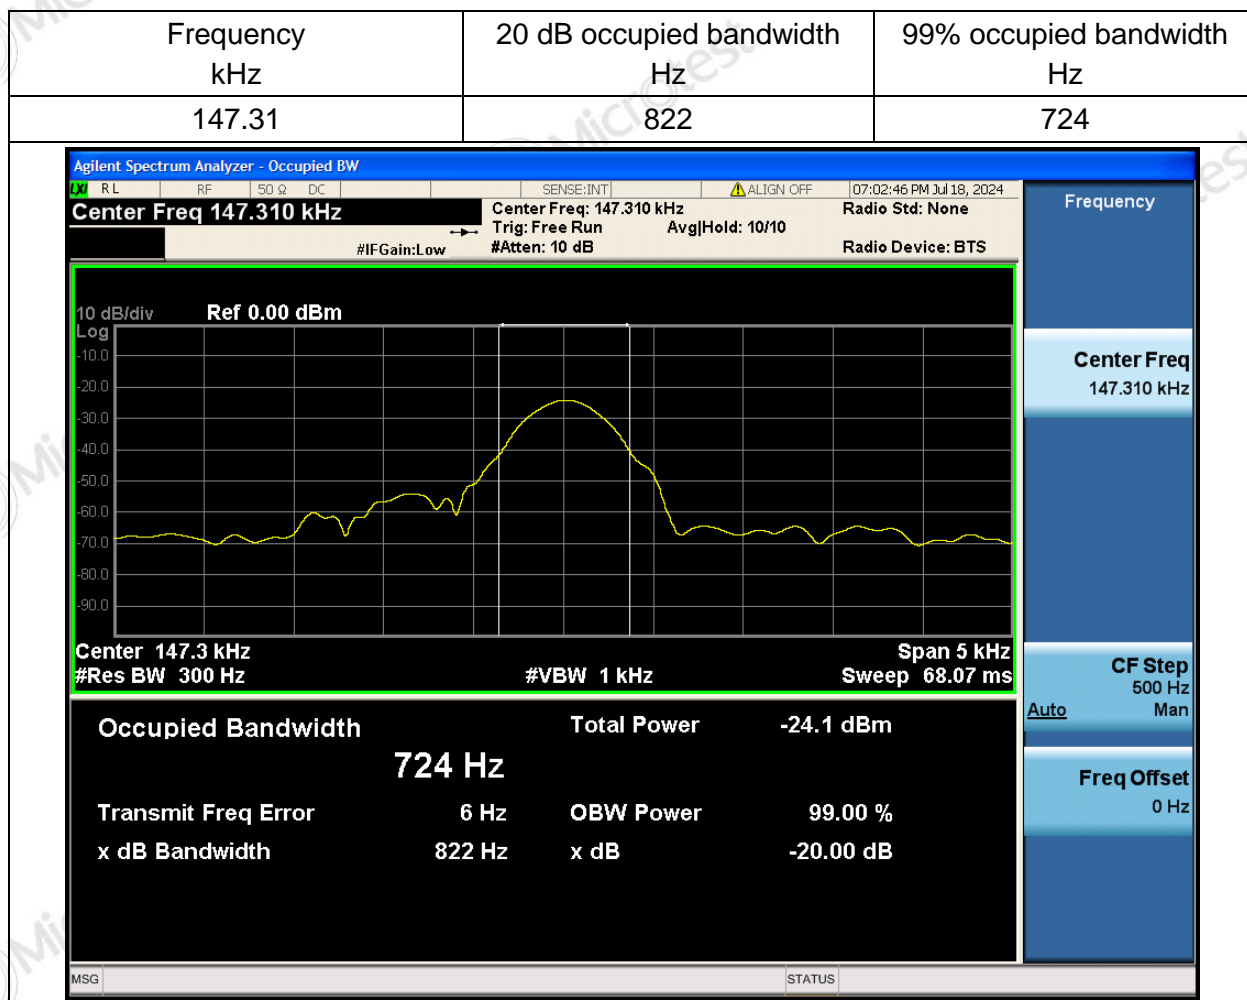 Frequency 20 dB occupied bandwidth 99% occupied bandwidth
kHz Hz Hz
147.31 822 724
Microtest
Agilent Spectrum Analyzer - Occupied BW
LXI RL RF 50 Ω DC SENSE:INT ALIGN OFF 07:02:46 PM Jul 18, 2024
Center Freq 147.310 kHz Center Freq: 147.310 kHz Radio Std: None
Trig: Free Run Avg|Hold: 10/10
#IFGain:Low #Atten: 10 dB Radio Device: BTS
Frequency
10 dB/div Ref 0.00 dBm
Log
-10.0
-20.0
-30.0
-40.0
-50.0
-60.0
-70.0
-80.0
-90.0
Center 147.3 kHz Span 5 kHz
#Res BW 300 Hz #VBW 1 kHz Sweep 68.07 ms
Center Freq
147.310 kHz
CF Step
500 Hz
Auto Man
Freq Offset
0 Hz
Occupied Bandwidth Total Power -24.1 dBm
724 Hz
Transmit Freq Error 6 Hz OBW Power 99.00 %
x dB Bandwidth 822 Hz x dB -20.00 dB
MSG STATUS